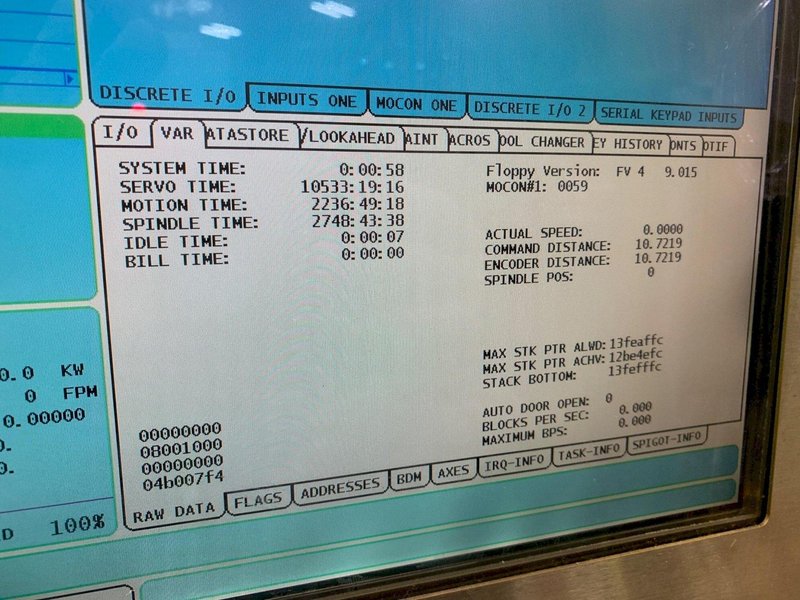 DISCRETE I/O INPUTS ONE MOCON ONE DISCRETE I/O 2 SERIAL KEYPAD INPUTS
I/O VAR ATASTORE /LOOKAHEAD AINT ACROS OOL CHANGER EY HISTORY ONTS OTIF
SYSTEM TIME: 0:00:58
SERVO TIME: 10533:19:16
MOTION TIME: 2236:49:18
SPINDLE TIME: 2748:43:38
IDLE TIME: 0:00:07
BILL TIME: 0:00:00
Floppy Version: FV 4 9.015
MOCON#1: 0059
ACTUAL SPEED: 0.0000
COMMAND DISTANCE: 10.7219
ENCODER DISTANCE: 10.7219
SPINDLE POS: 0
MAX STK PTR ALWD: 13feaffc
MAX STK PTR ACHV: 12be4efc
STACK BOTTOM: 13fefffc
AUTO DOOR OPEN: 0
BLOCKS PER SEC: 0.000
MAXIMUM BPS: 0.000
00000000
08001000
00000000
04b007f4
RAW DATA FLAGS ADDRESSES BDM AXES IRQ-INFO TASK-INFO SPIGOT-INFO
0.0 KW
0 FPM
0.00000
0.
0.
D 100%